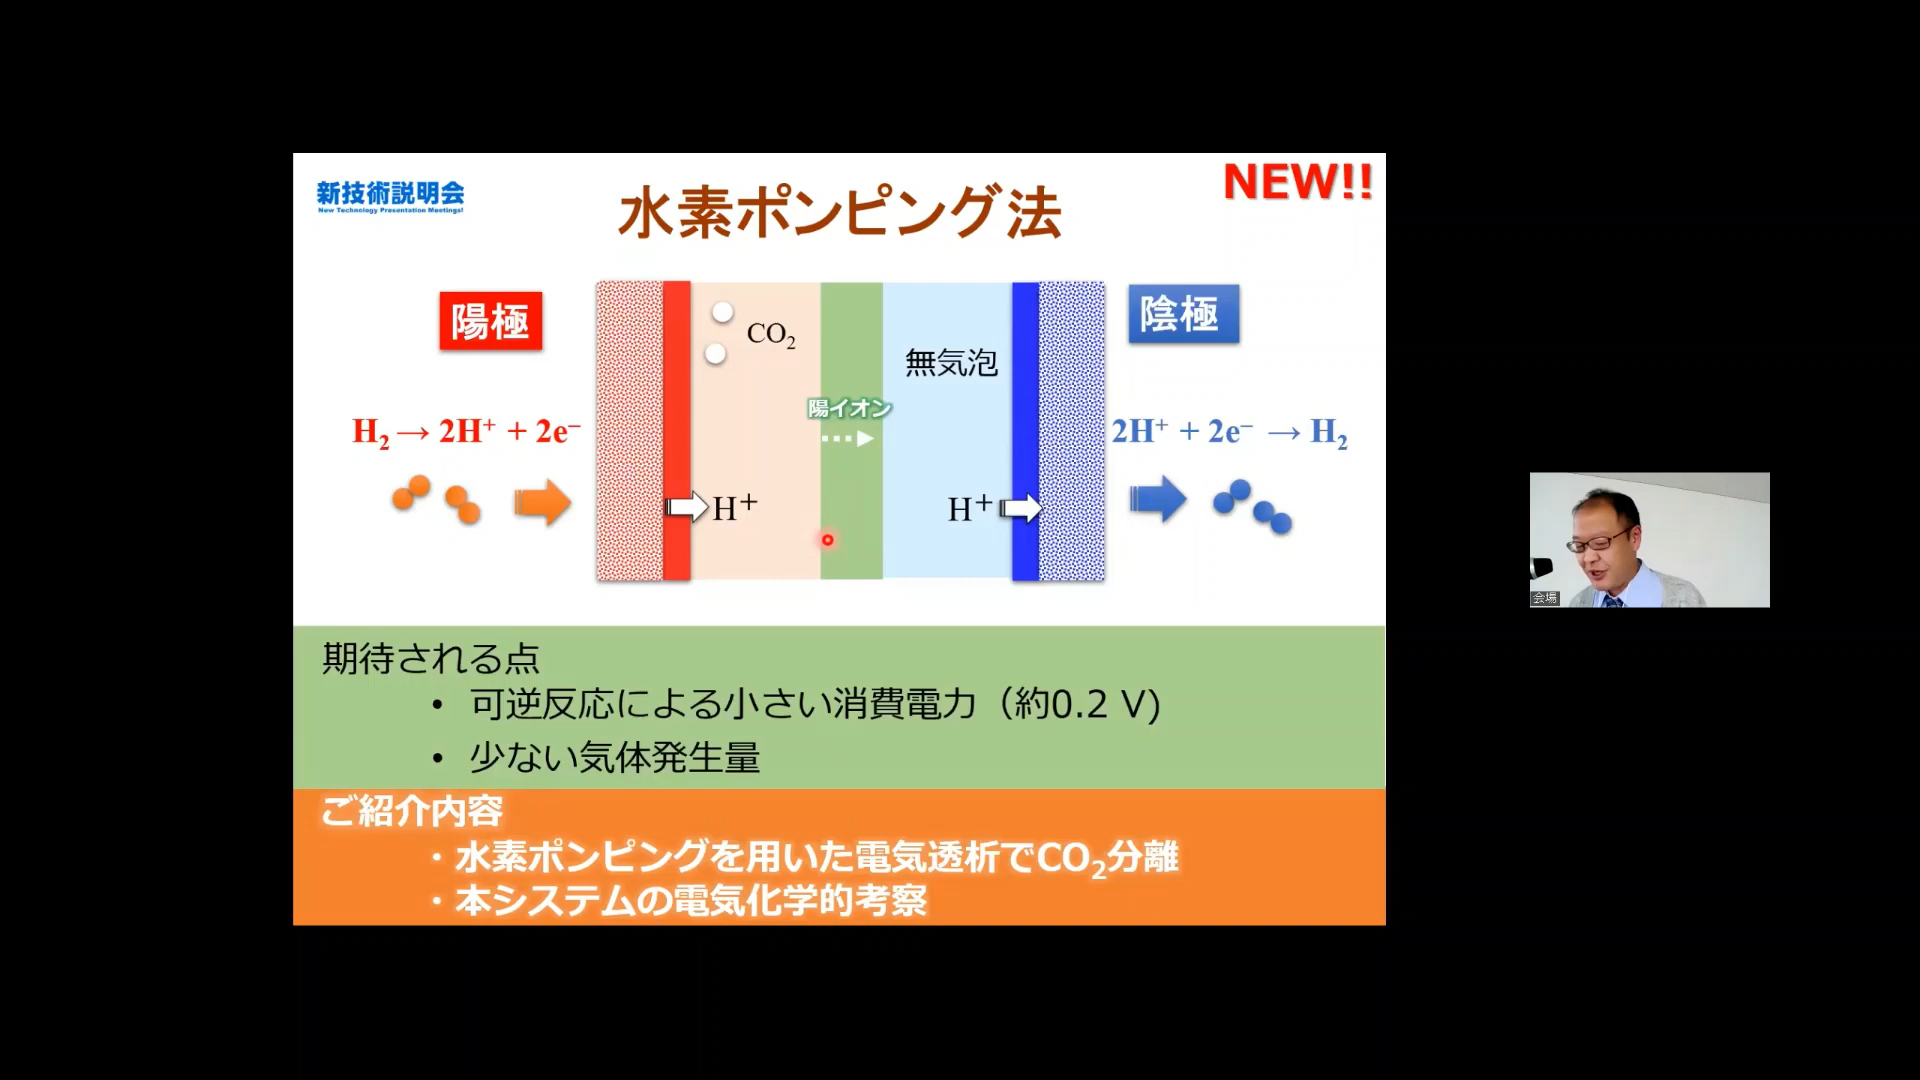 新技術説明会
New Technology Presentation Meetings!
水素ポンピング法
NEW!!
陽極
陰極
CO₂
無気泡
陽イオン
H₂ → 2H⁺ + 2e⁻
2H⁺ + 2e⁻ → H₂
H⁺
H⁺
期待される点
• 可逆反応による小さい消費電力（約0.2 V)
• 少ない気体発生量
ご紹介内容
・水素ポンピングを用いた電気透析でCO₂分離
・本システムの電気化学的考察
会場